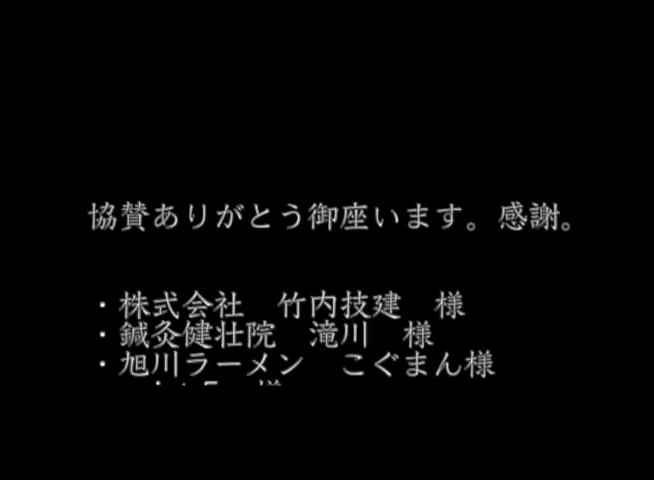 協賛ありがとう御座います。感謝。
・株式会社　竹内技建　様
・鍼灸健壮院　滝川　様
・旭川ラーメン　こぐまん様
様